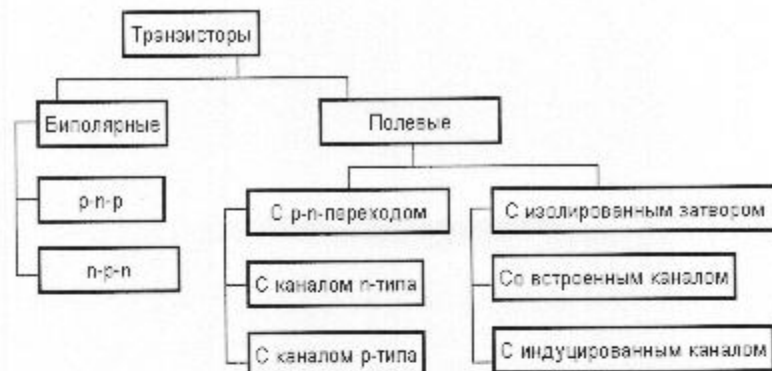 Транзисторы
Биполярные
Полевые
p-n-p
n-p-n
С p-n-переходом
С каналом n-типа
С каналом p-типа
С изолированным затвором
Со встроенным каналом
С индуцированным каналом